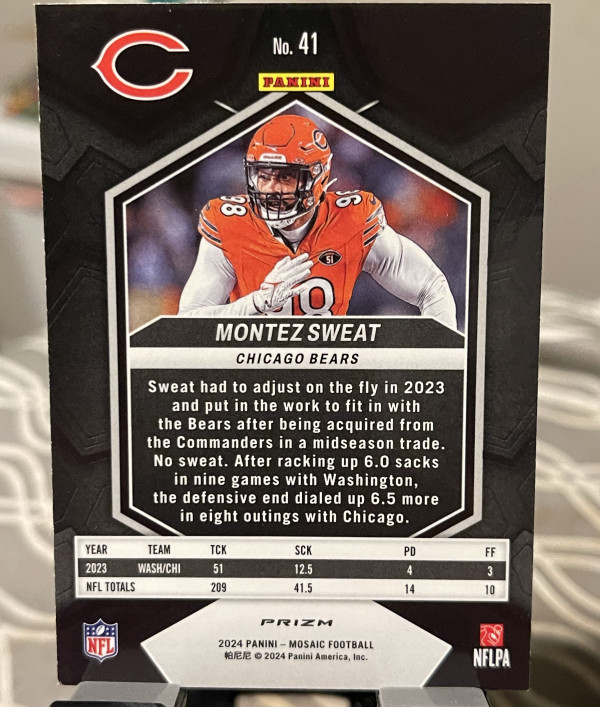 No. 41
PANINI
98
98
51
98
MONTEZ SWEAT
CHICAGO BEARS
Sweat had to adjust on the fly in 2023
and put in the work to fit in with
the Bears after being acquired from
the Commanders in a midseason trade.
No sweat. After racking up 6.0 sacks
in nine games with Washington,
the defensive end dialed up 6.5 more
in eight outings with Chicago.
YEAR TEAM TCK SCK PD FF
2023 WASH/CHI 51 12.5 4 3
NFL TOTALS 209 41.5 14 10
PRIZM
2024 PANINI – MOSAIC FOOTBALL
帕尼尼 © 2024 Panini America, Inc.
NFL
NFLPA